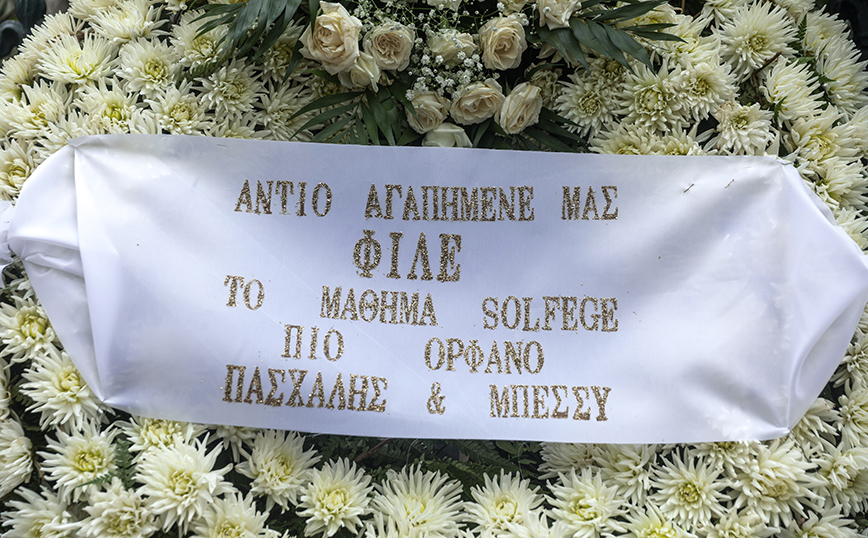 ΑΝΤΙΟ ΑΓΑΠΗΜΕΝΕ ΜΑΣ
ΦΙΛΕ
ΤΟ ΜΑΘΗΜΑ SOLFEGE
ΠΙΟ ΟΡΦΑΝΟ
ΠΑΣΧΑΛΗΣ & ΜΠΕΣΣΥ